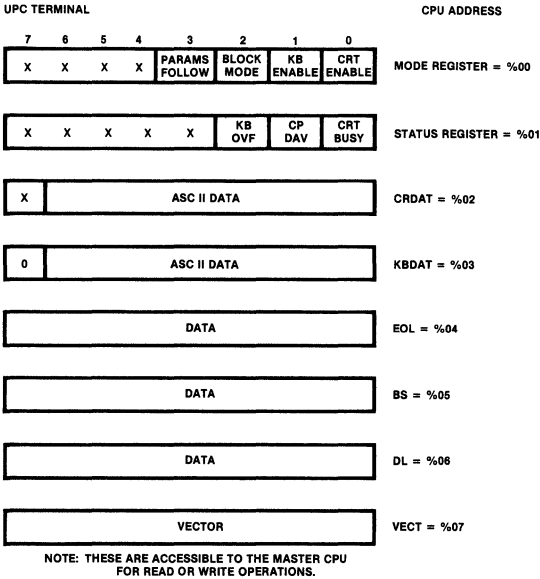 UPC TERMINAL CPU ADDRESS
7 6 5 4 3 2 1 0
X X X X PARAMS FOLLOW BLOCK MODE KB ENABLE CRT ENABLE MODE REGISTER = %00
X X X X X KB OVF CP DAV CRT BUSY STATUS REGISTER = %01
X ASC II DATA CRDAT = %02
0 ASC II DATA KBDAT = %03
DATA EOL = %04
DATA BS = %05
DATA DL = %06
VECTOR VECT = %07
NOTE: THESE ARE ACCESSIBLE TO THE MASTER CPU
FOR READ OR WRITE OPERATIONS.